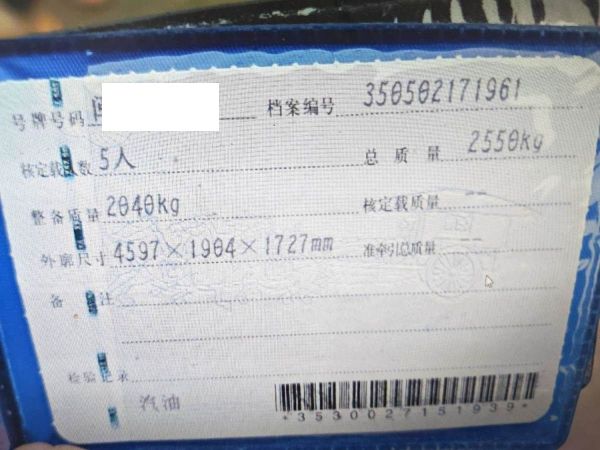 号牌号码 闽 档案编号 350502171961
核定载人数 5人 总质量 2550kg
整备质量 2040kg 核定载质量 --
外廓尺寸 4597×1904×1727mm 准牵引总质量 --
备注
检验记录
汽油
*3530027151939*